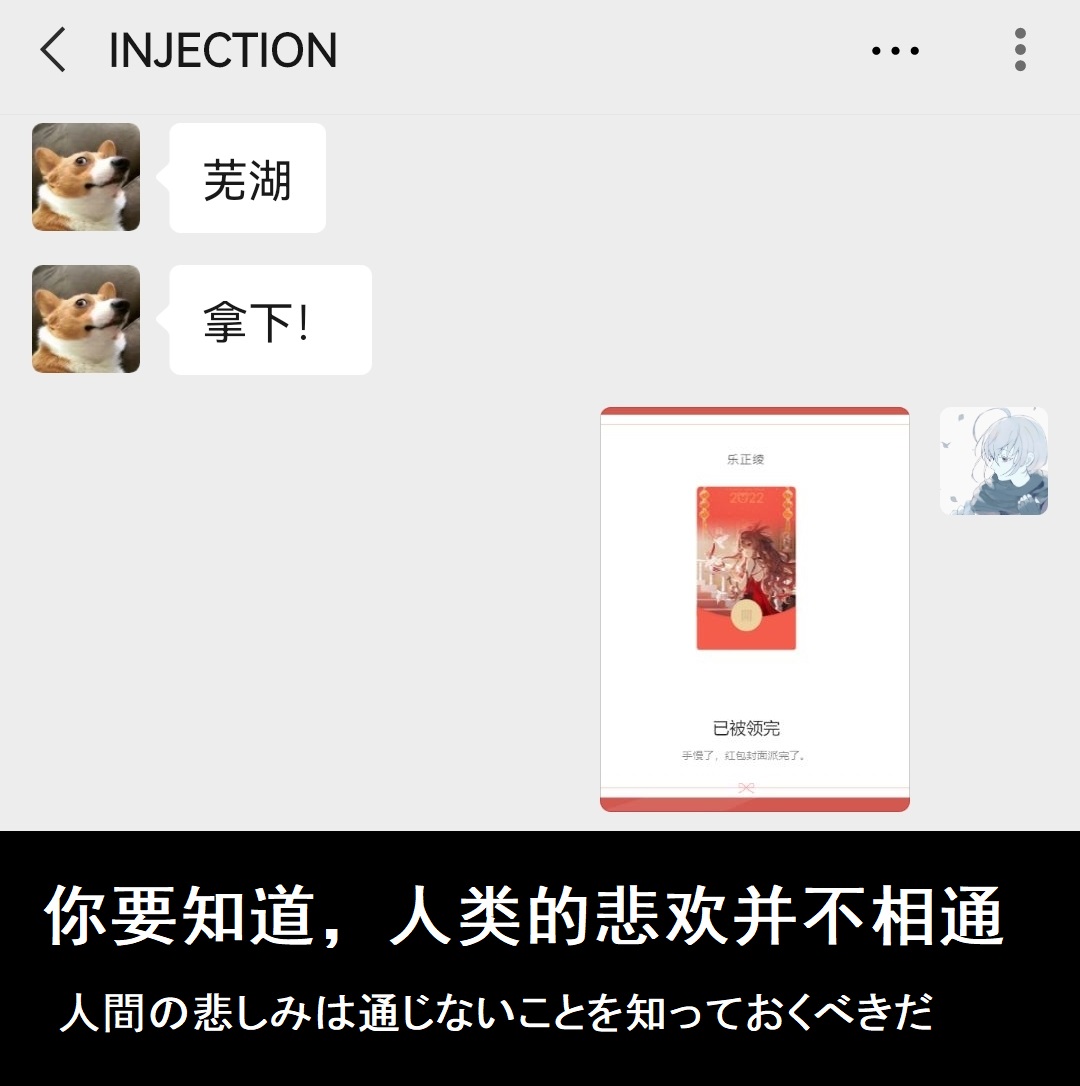 INJECTION
芜湖
拿下!
乐正绫
2022
已被领完
手慢了，红包封面派完了。
你要知道，人类的悲欢并不相通
人間の悲しみは通じないことを知っておくべきだ